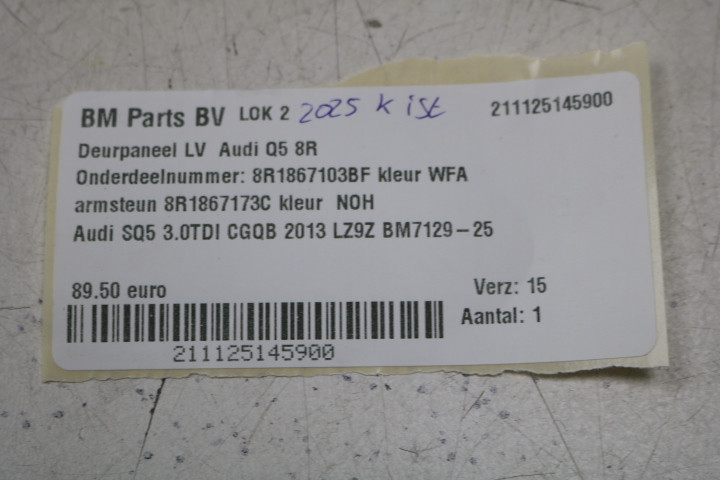 BM Parts BV LOK 2 2025 k ist 211125145900
Deurpaneel LV Audi Q5 8R
Onderdeelnummer: 8R1867103BF kleur WFA
armsteun 8R1867173C kleur NOH
Audi SQ5 3.0TDI CGQB 2013 LZ9Z BM7129-25
89.50 euro Verz: 15
Aantal: 1
211125145900